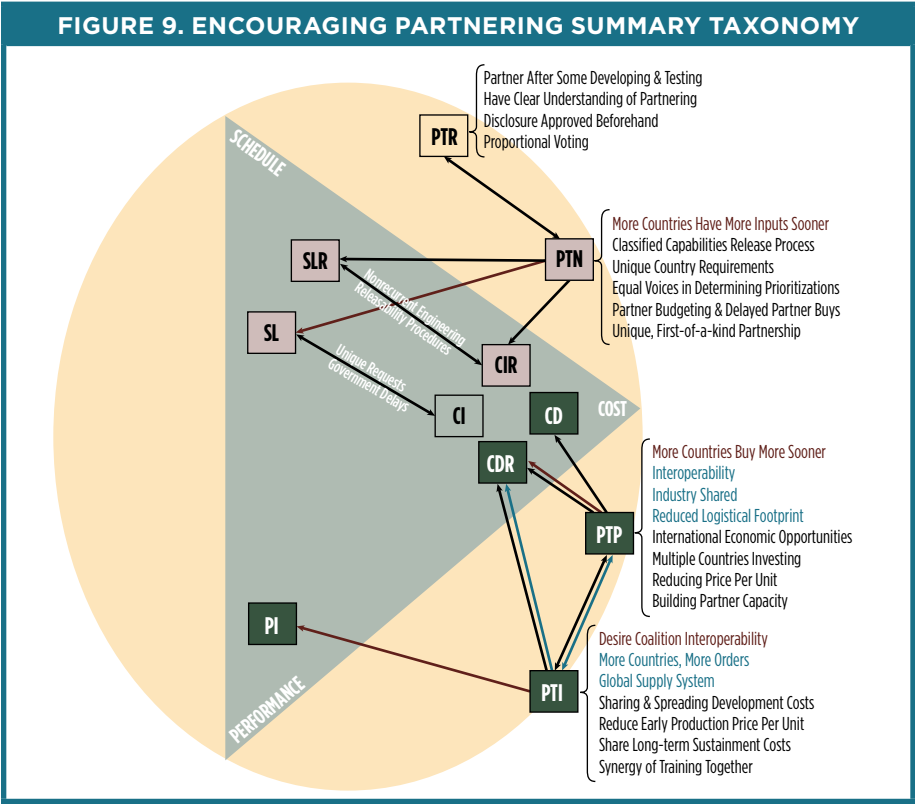 FIGURE 9. ENCOURAGING PARTNERING SUMMARY TAXONOMY
Partner After Some Developing & Testing
Have Clear Understanding of Partnering
Disclosure Approved Beforehand
Proportional Voting
PTR
SCHEDULE
More Countries Have More Inputs Sooner
Classified Capabilities Release Process
Unique Country Requirements
Equal Voices in Determining Prioritizations
Partner Budgeting & Delayed Partner Buys
Unique, First-of-a-kind Partnership
PTN
SLR
Nonrecurrent Engineering
Releasability Procedures
SL
CIR
Unique Requests
Government Delays
CI
CD
COST
CDR
More Countries Buy More Sooner
Interoperability
Industry Shared
Reduced Logistical Footprint
International Economic Opportunities
Multiple Countries Investing
Reducing Price Per Unit
Building Partner Capacity
PTP
PI
Desire Coalition Interoperability
More Countries, More Orders
Global Supply System
Sharing & Spreading Development Costs
Reduce Early Production Price Per Unit
Share Long-term Sustainment Costs
Synergy of Training Together
PTI
PERFORMANCE